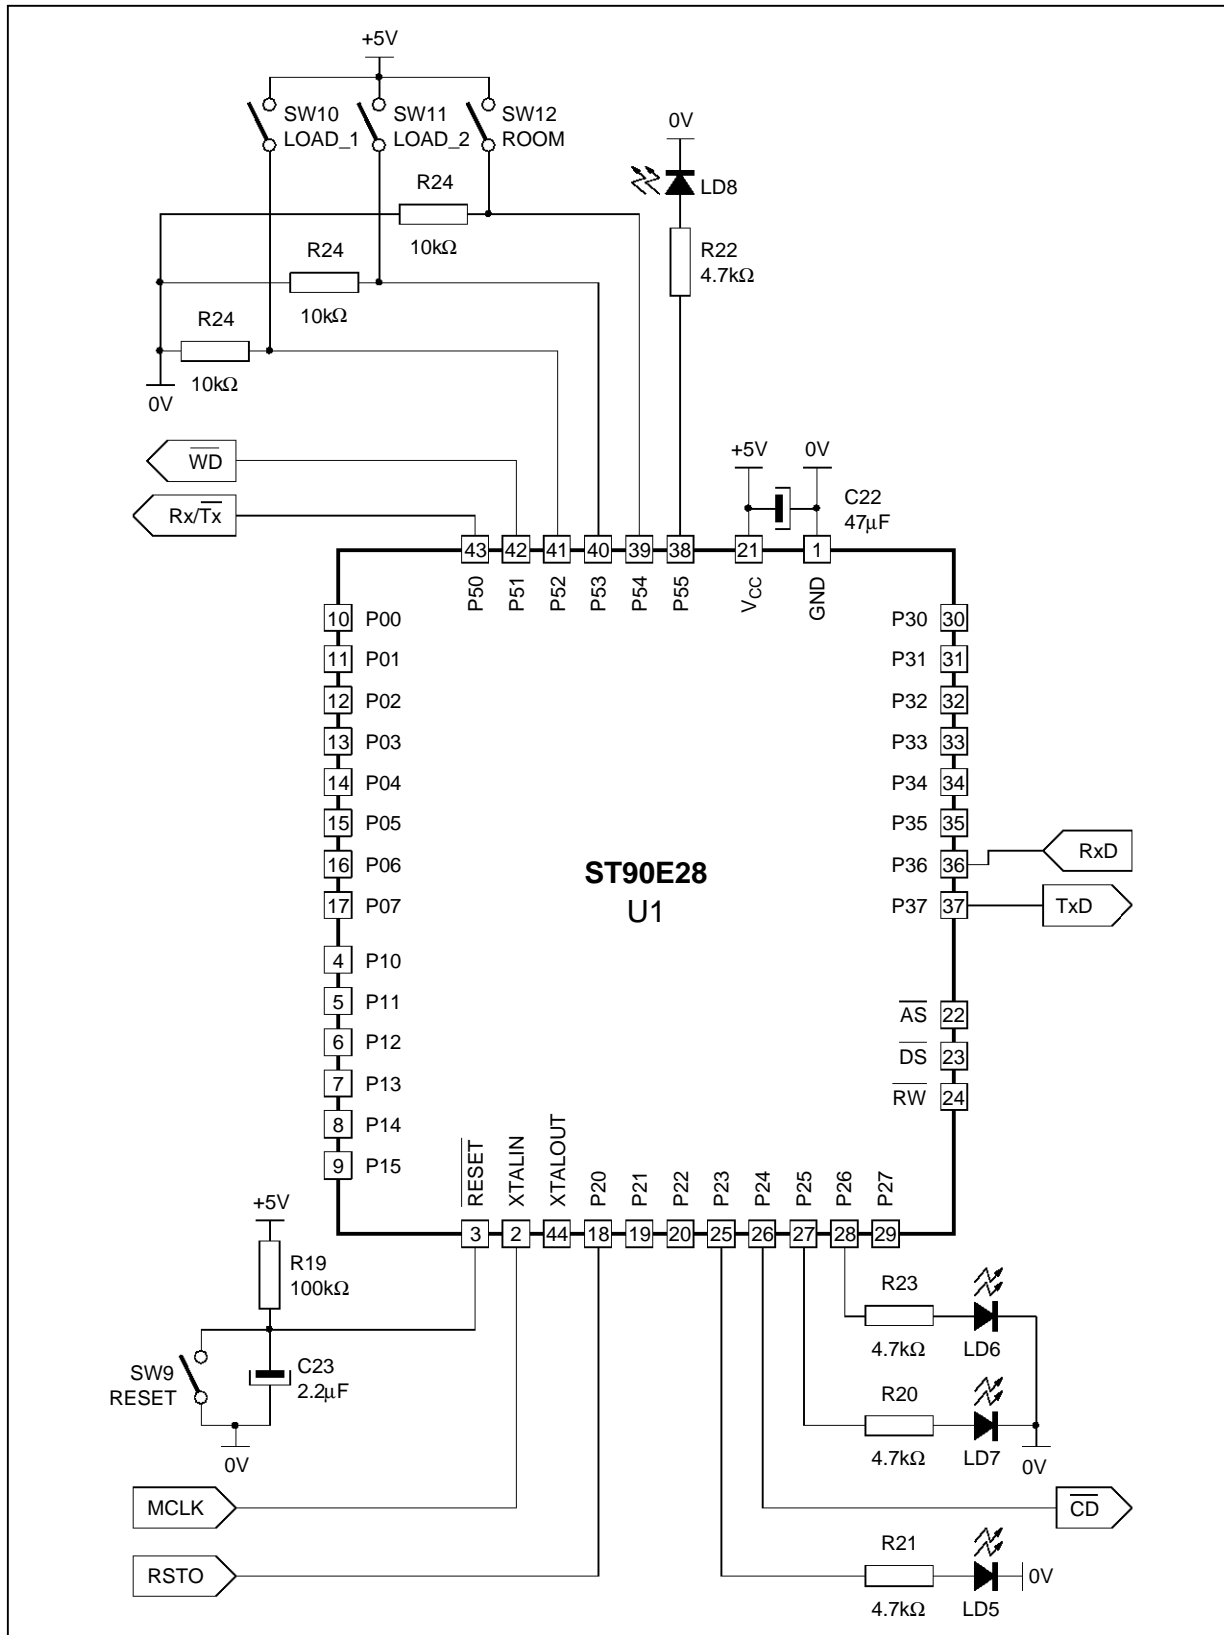 +5V
SW10
LOAD_1
SW11
LOAD_2
SW12
ROOM
0V
LD8
R24
10kΩ
R22
4.7kΩ
R24
10kΩ
R24
10kΩ
0V
WD
Rx/Tx
+5V
0V
C22
47μF
43
42
41
40
39
38
21
1
P50
P51
P52
P53
P54
P55
VCC
GND
10 P00
11 P01
12 P02
13 P03
14 P04
15 P05
16 P06
17 P07
4 P10
5 P11
6 P12
7 P13
8 P14
9 P15
ST90E28
U1
P30 30
P31 31
P32 32
P33 33
P34 34
P35 35
P36 36
P37 37
RxD
TxD
AS 22
DS 23
RW 24
RESET
XTALIN
XTALOUT
P20
P21
P22
P23
P24
P25
P26
P27
3
2
44
18
19
20
25
26
27
28
29
+5V
R19
100kΩ
SW9
RESET
C23
2.2μF
0V
R23
4.7kΩ
LD6
R20
4.7kΩ
LD7
0V
MCLK
CD
RSTO
R21
4.7kΩ
LD5
0V